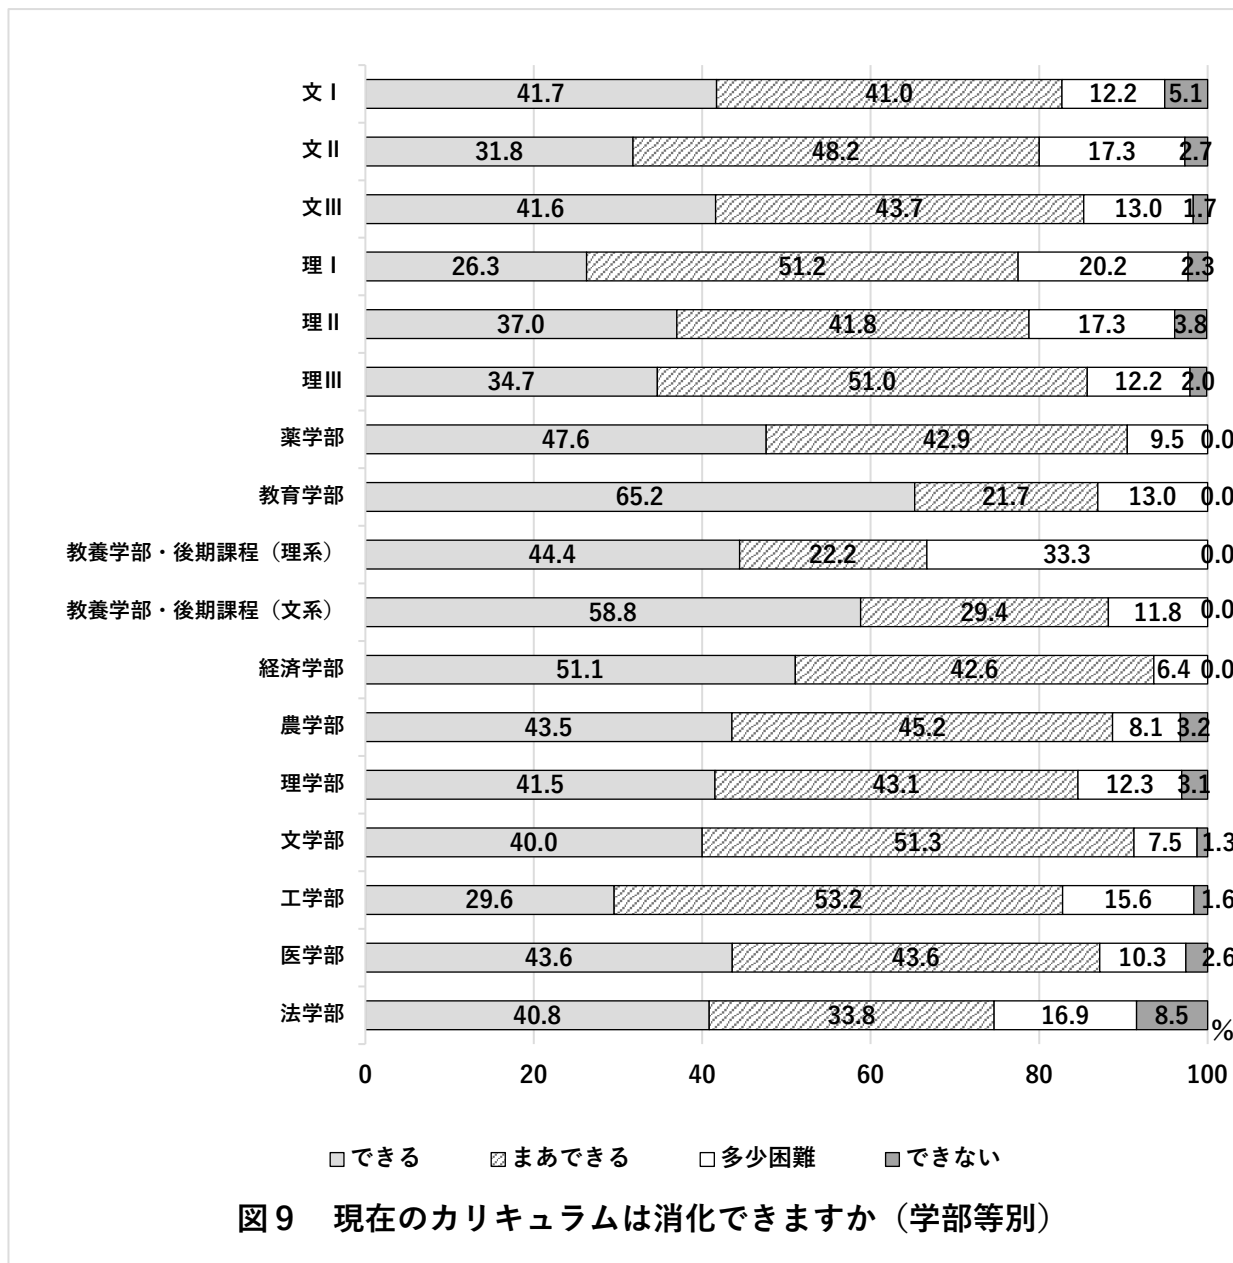 文Ⅰ 41.7 41.0 12.2 5.1
文Ⅱ 31.8 48.2 17.3 2.7
文Ⅲ 41.6 43.7 13.0 1.7
理Ⅰ 26.3 51.2 20.2 2.3
理Ⅱ 37.0 41.8 17.3 3.8
理Ⅲ 34.7 51.0 12.2 2.0
薬学部 47.6 42.9 9.5 0.0
教育学部 65.2 21.7 13.0 0.0
教養学部・後期課程（理系） 44.4 22.2 33.3 0.0
教養学部・後期課程（文系） 58.8 29.4 11.8 0.0
経済学部 51.1 42.6 6.4 0.0
農学部 43.5 45.2 8.1 3.2
理学部 41.5 43.1 12.3 3.1
文学部 40.0 51.3 7.5 1.3
工学部 29.6 53.2 15.6 1.6
医学部 43.6 43.6 10.3 2.6
法学部 40.8 33.8 16.9 8.5
%
0 20 40 60 80 100
できる まあできる 多少困難 できない
図９　現在のカリキュラムは消化できますか（学部等別）